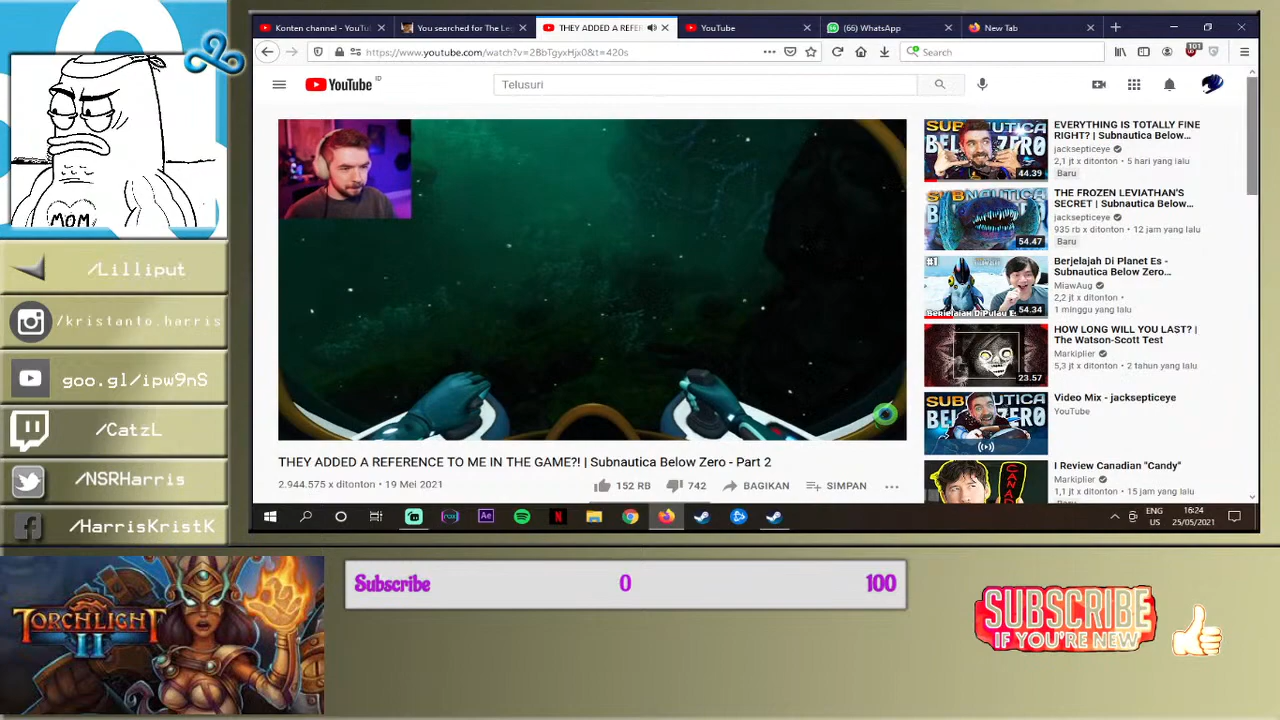 Konten channel - YouTu
You searched for The Le
THEY ADDED A REFER
YouTube
(66) WhatsApp
New Tab
https://www.youtube.com/watch?v=2BbTgyxHjx0&t=420s
Search
101
YouTube ID
Telusuri
MOM
/Lilliput
/kristanto.harris
goo.gl/ipw9nS
/CatzL
/NSRHarris
/HarrisKristK
THEY ADDED A REFERENCE TO ME IN THE GAME?! | Subnautica Below Zero - Part 2
2.944.575 x ditonton • 19 Mei 2021
152 RB
742
BAGIKAN
SIMPAN
44.39
EVERYTHING IS TOTALLY FINE
RIGHT? | Subnautica Below...
jacksepticeye
2,1 jt x ditonton • 5 hari yang lalu
Baru
54.47
THE FROZEN LEVIATHAN'S
SECRET | Subnautica Below...
jacksepticeye
935 rb x ditonton • 12 jam yang lalu
Baru
#1
54.34
Berjelajah Di Planet Es -
Subnautica Below Zero...
MiawAug
2,2 jt x ditonton •
1 minggu yang lalu
23.57
HOW LONG WILL YOU LAST? |
The Watson-Scott Test
Markiplier
5,3 jt x ditonton • 2 tahun yang lalu
Video Mix - jacksepticeye
YouTube
I Review Canadian "Candy"
Markiplier
1,1 jt x ditonton • 15 jam yang lalu
ENG
US
16:24
25/05/2021
TORCHLIGHT
II
Subscribe
0
100
SUBSCRIBE
IF YOU'RE NEW